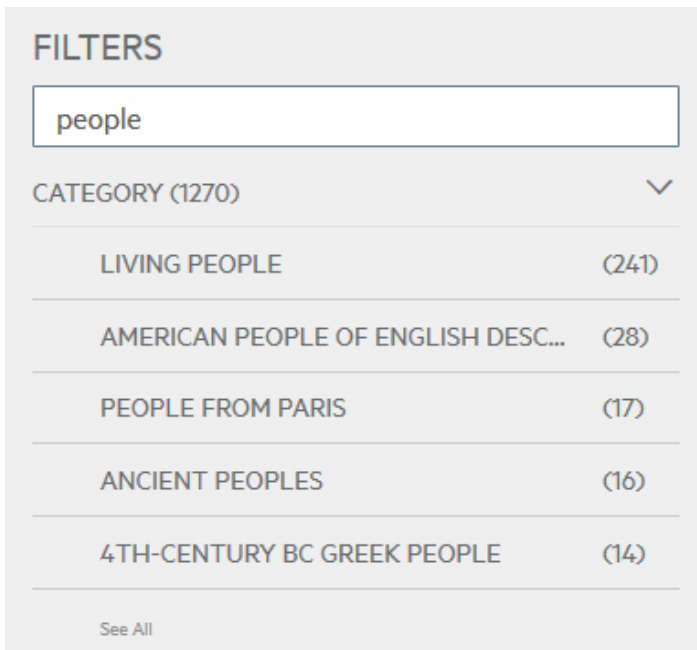 FILTERS
people
CATEGORY (1270)
LIVING PEOPLE (241)
AMERICAN PEOPLE OF ENGLISH DESC... (28)
PEOPLE FROM PARIS (17)
ANCIENT PEOPLES (16)
4TH-CENTURY BC GREEK PEOPLE (14)
See All